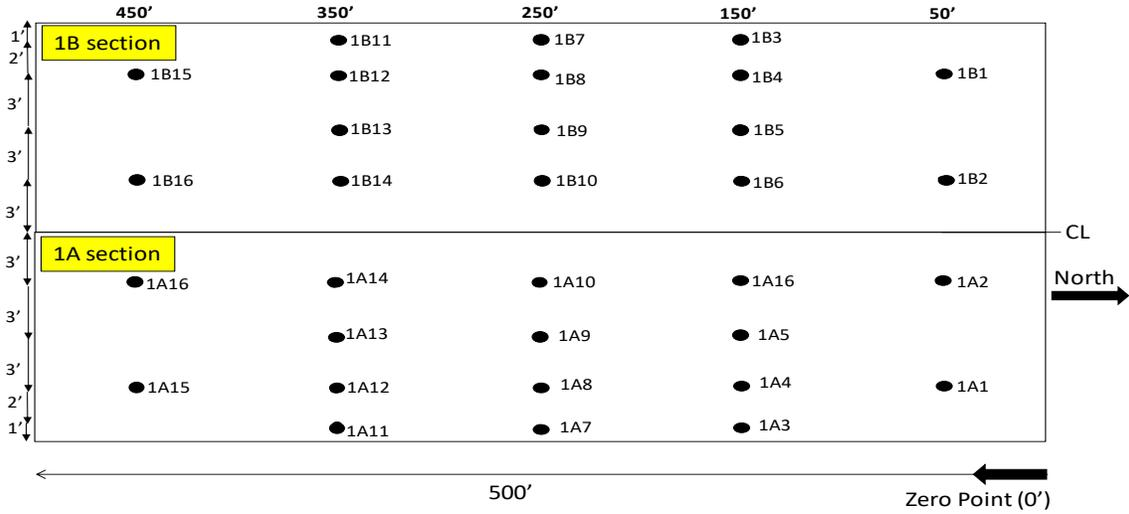 450’ 350’ 250’ 150’ 50’
1’
1B section
1B11 1B7 1B3
2’
1B15 1B12 1B8 1B4 1B1
3’
1B13 1B9 1B5
3’
1B16 1B14 1B10 1B6 1B2
3’
CL
1A section
3’
1A16 1A14 1A10 1A16 1A2
North
3’
1A13 1A9 1A5
3’
1A15 1A12 1A8 1A4 1A1
2’
1’
1A11 1A7 1A3
500’
Zero Point (0’)